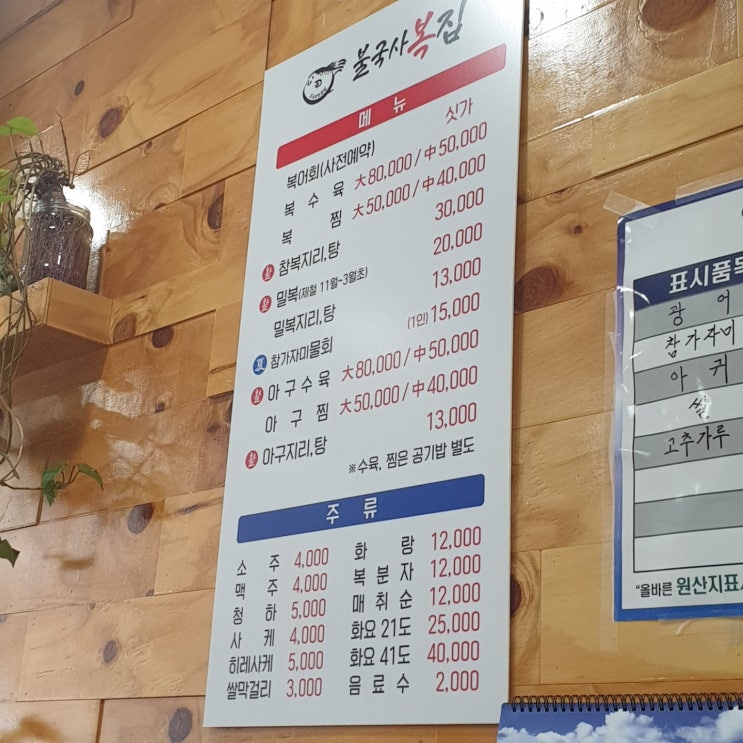 불국사복집
메뉴
복어회(사전예약) 싯가
복 수 육 大80,000/中50,000
복 찜 大50,000/中40,000
참복지리,탕 30,000
밀복(제철 11월~3월초) 20,000
밀복지리,탕 13,000
夏 참가자미물회 (1인)15,000
아 구 수 육 大80,000/中50,000
아 구 찜 大50,000/中40,000
아구지리,탕 13,000
※수육, 찜은 공기밥 별도
주 류
소 주 4,000 화 랑 12,000
맥 주 4,000 복 분 자 12,000
청 하 5,000 매 취 순 12,000
사 케 4,000 화요 21도 25,000
히레사케 5,000 화요 41도 40,000
쌀막걸리 3,000 음 료 수 2,000
표시품목
광 어
참가자미
아 귀
쌀
고추가루
"올바른 원산지표시